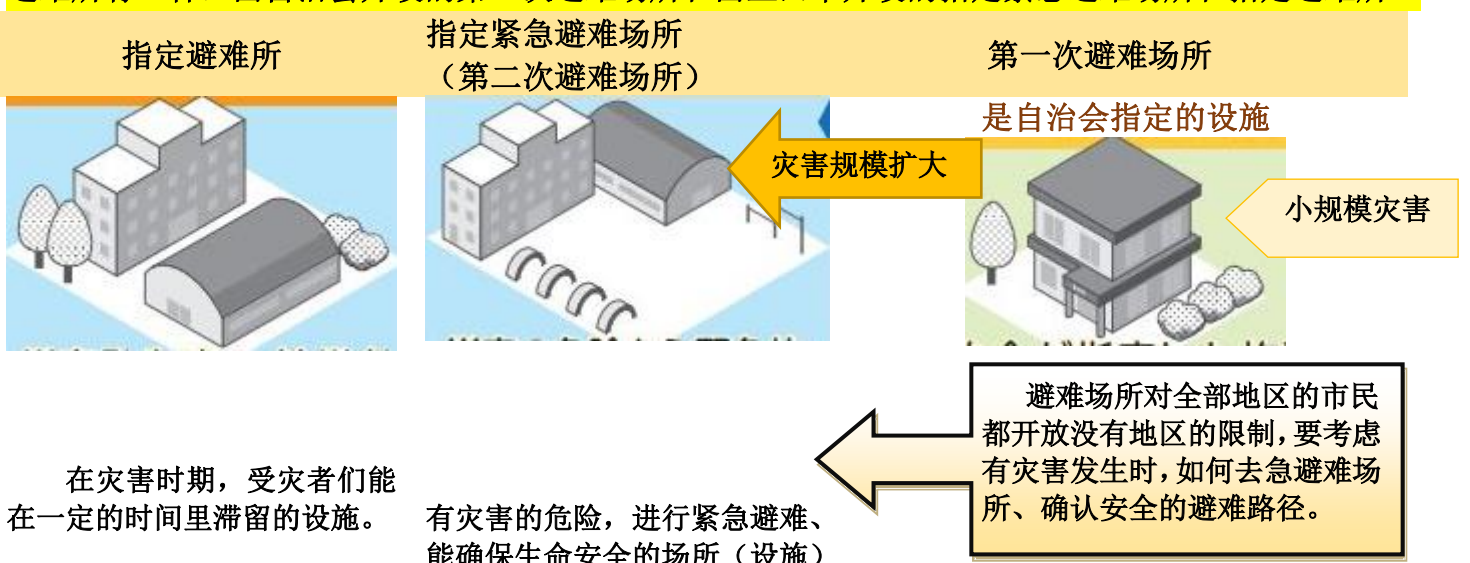 指定避难所
指定紧急避难场所
（第二次避难场所）
第一次避难场所
是自治会指定的设施
灾害规模扩大
小规模灾害
避难场所对全部地区的市民
都开放没有地区的限制，要考虑
有灾害发生时，如何去急避难场
所、确认安全的避难路径。
在灾害时期，受灾者们能
在一定的时间里滞留的设施。
有灾害的危险，进行紧急避难、
能确保生命安全的场所（设施）